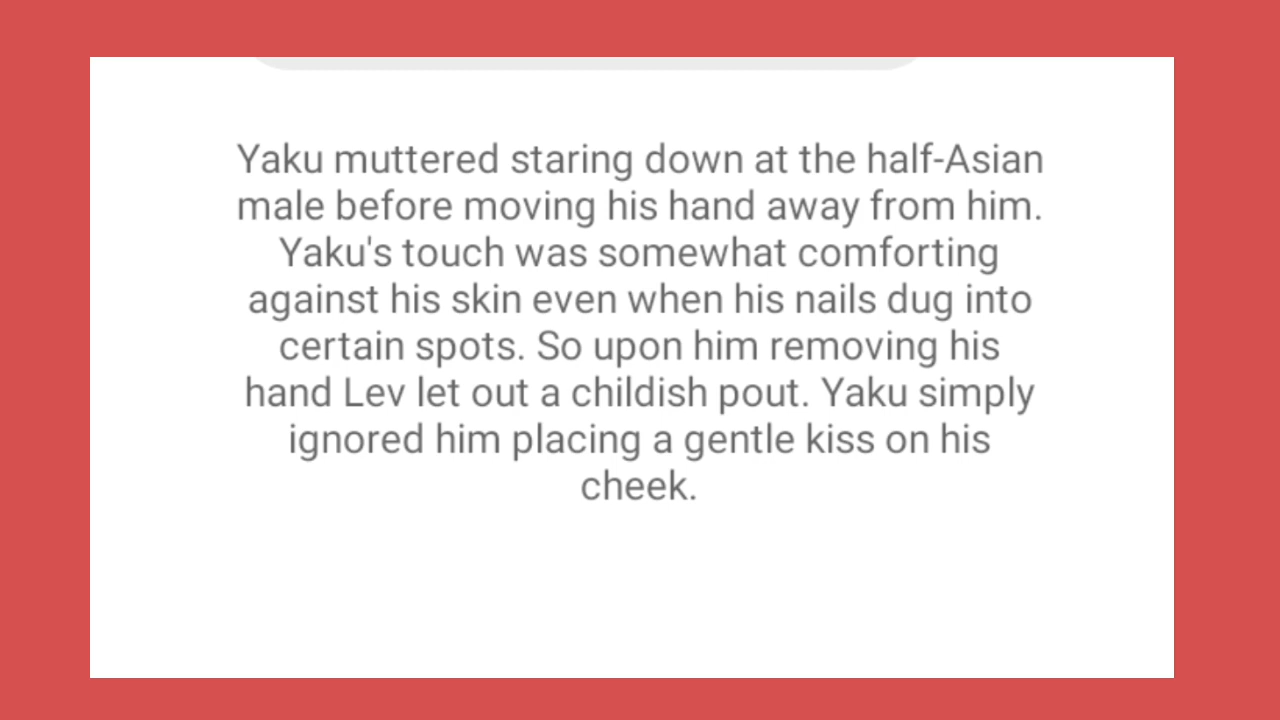 Yaku muttered staring down at the half-Asian
male before moving his hand away from him.
Yaku's touch was somewhat comforting
against his skin even when his nails dug into
certain spots. So upon him removing his
hand Lev let out a childish pout. Yaku simply
ignored him placing a gentle kiss on his
cheek.